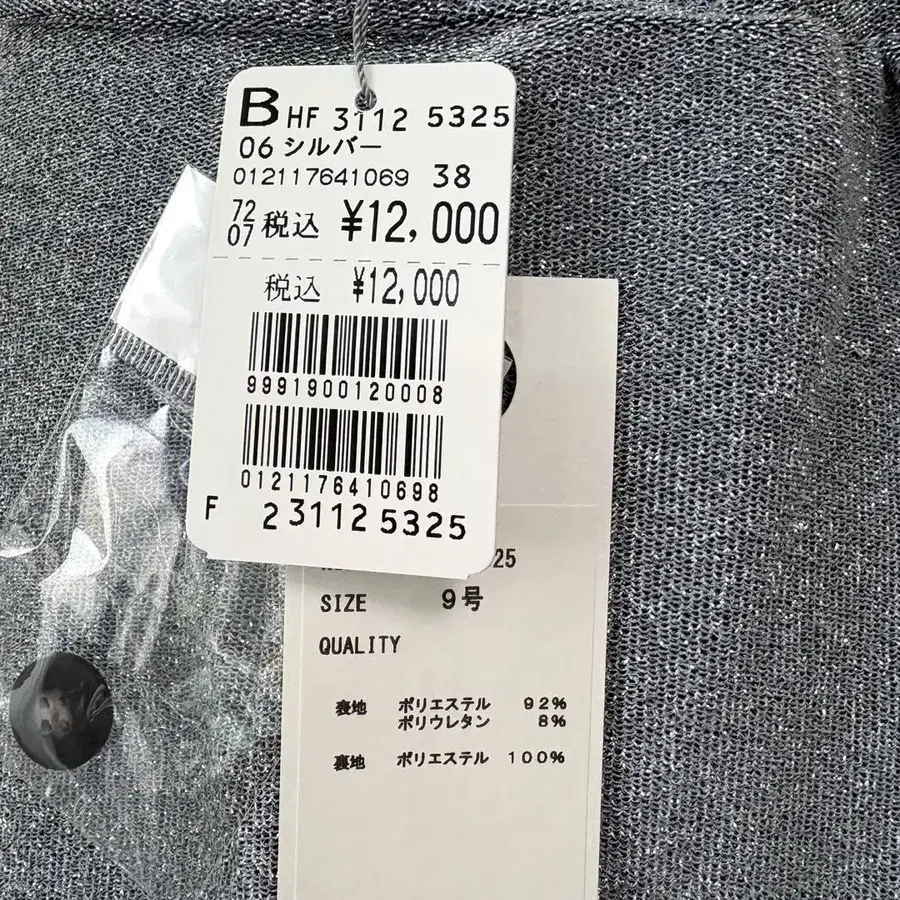 B HF 3112 5325
06 シルバー
012117641069 38
72
07 税込 ¥12,000
税込 ¥12,000
9991900120008
0121176410698
F 2 3112 5325
25
SIZE 9号
QUALITY
表地 ポリエステル 92%
ポリウレタン 8%
裏地 ポリエステル 100%